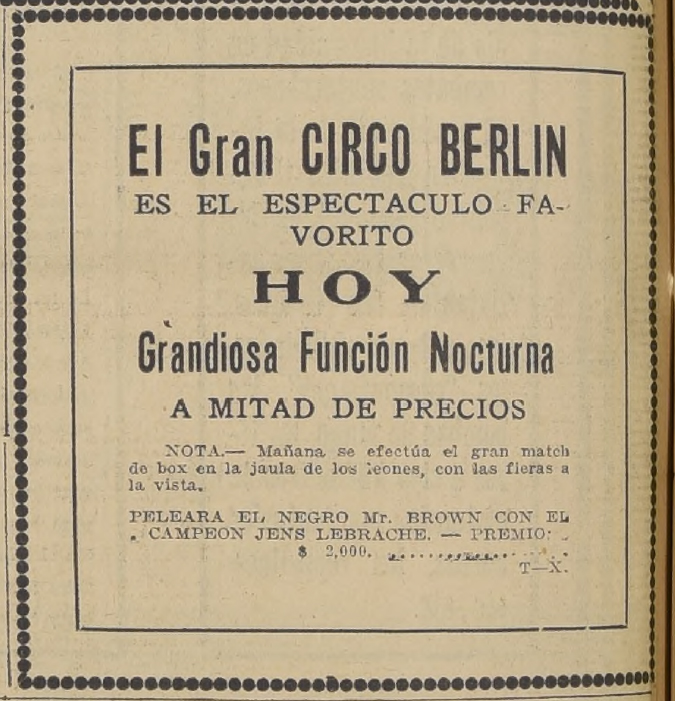 El Gran CIRCO BERLIN
ES EL ESPECTACULO FA-
VORITO
HOY
Grandiosa Función Nocturna
A MITAD DE PRECIOS
NOTA.— Mañana se efectúa el gran match
de box en la jaula de los leones, con las fieras a
la vista.
PELEARA EL NEGRO Mr. BROWN CON EL
CAMPEON JENS LEBRACHE. — PREMIO:
$ 2,000.
T—X.